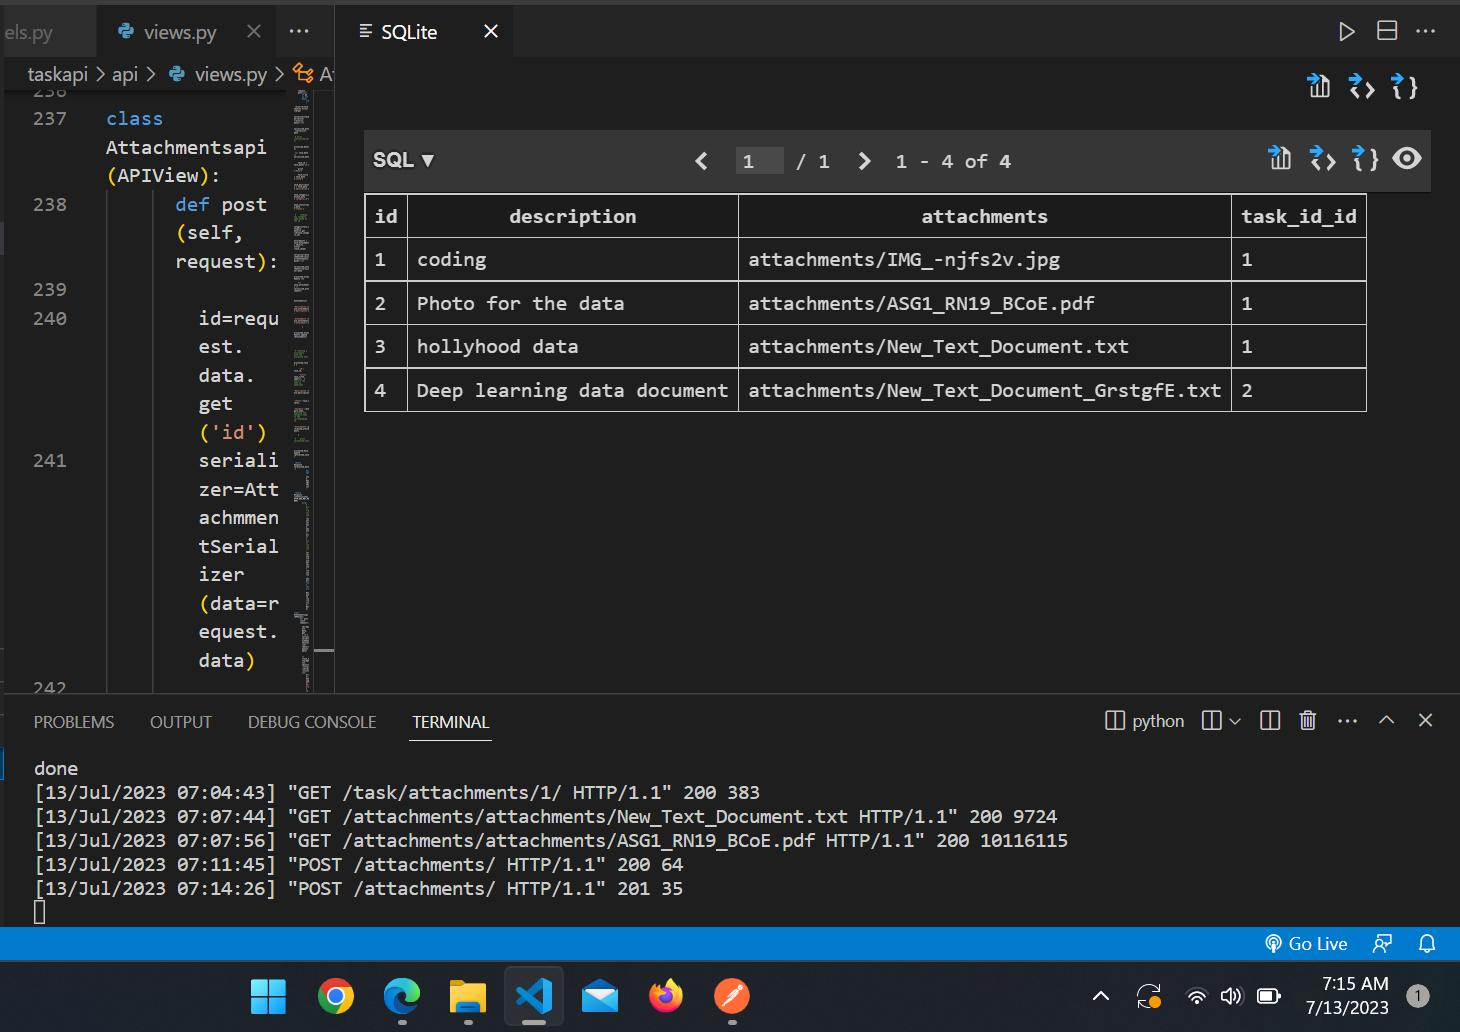 els.py
views.py
SQLite
taskapi > api > views.py >
236
237 class
Attachmentsapi
(APIView):
238 def post
(self,
request):
239
240 id=requ
est.
data.
get
('id')
241 seriali
zer=Att
achmmen
tSerial
izer
(data=r
equest.
data)
242
SQL ▼ 1 / 1 1 - 4 of 4
id description attachments task_id_id
1 coding attachments/IMG_-njfs2v.jpg 1
2 Photo for the data attachments/ASG1_RN19_BCoE.pdf 1
3 hollyhood data attachments/New_Text_Document.txt 1
4 Deep learning data document attachments/New_Text_Document_GrstgfE.txt 2
PROBLEMS OUTPUT DEBUG CONSOLE TERMINAL python
done
[13/Jul/2023 07:04:43] "GET /task/attachments/1/ HTTP/1.1" 200 383
[13/Jul/2023 07:07:44] "GET /attachments/attachments/New_Text_Document.txt HTTP/1.1" 200 9724
[13/Jul/2023 07:07:56] "GET /attachments/attachments/ASG1_RN19_BCoE.pdf HTTP/1.1" 200 10116115
[13/Jul/2023 07:11:45] "POST /attachments/ HTTP/1.1" 200 64
[13/Jul/2023 07:14:26] "POST /attachments/ HTTP/1.1" 201 35
Go Live
7:15 AM
7/13/2023
1